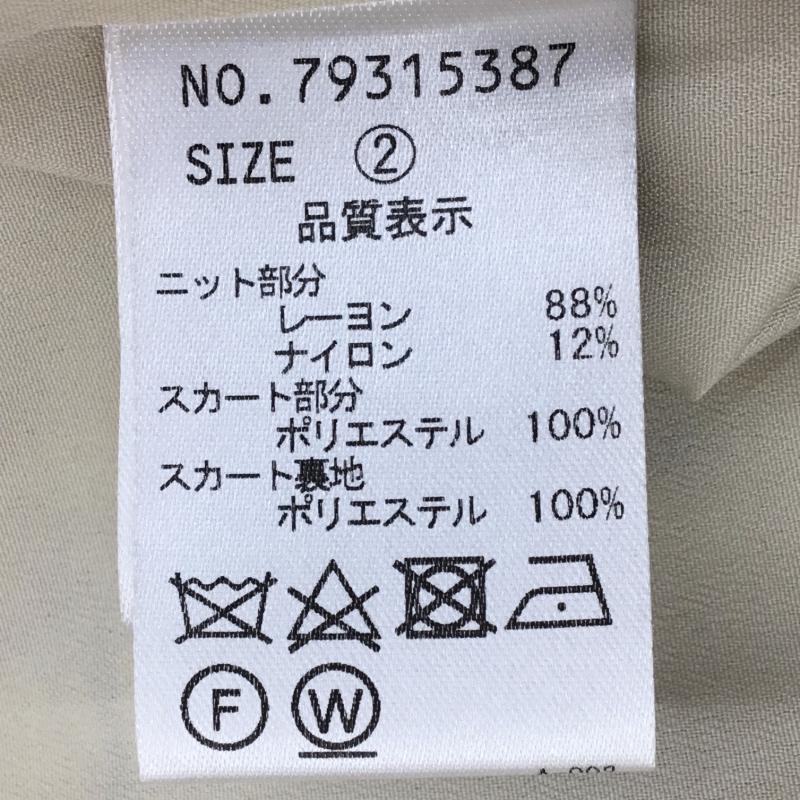 NO.79315387
SIZE ②
品質表示
ニット部分
レーヨン 88%
ナイロン 12%
スカート部分
ポリエステル 100%
スカート裏地
ポリエステル 100%
F W